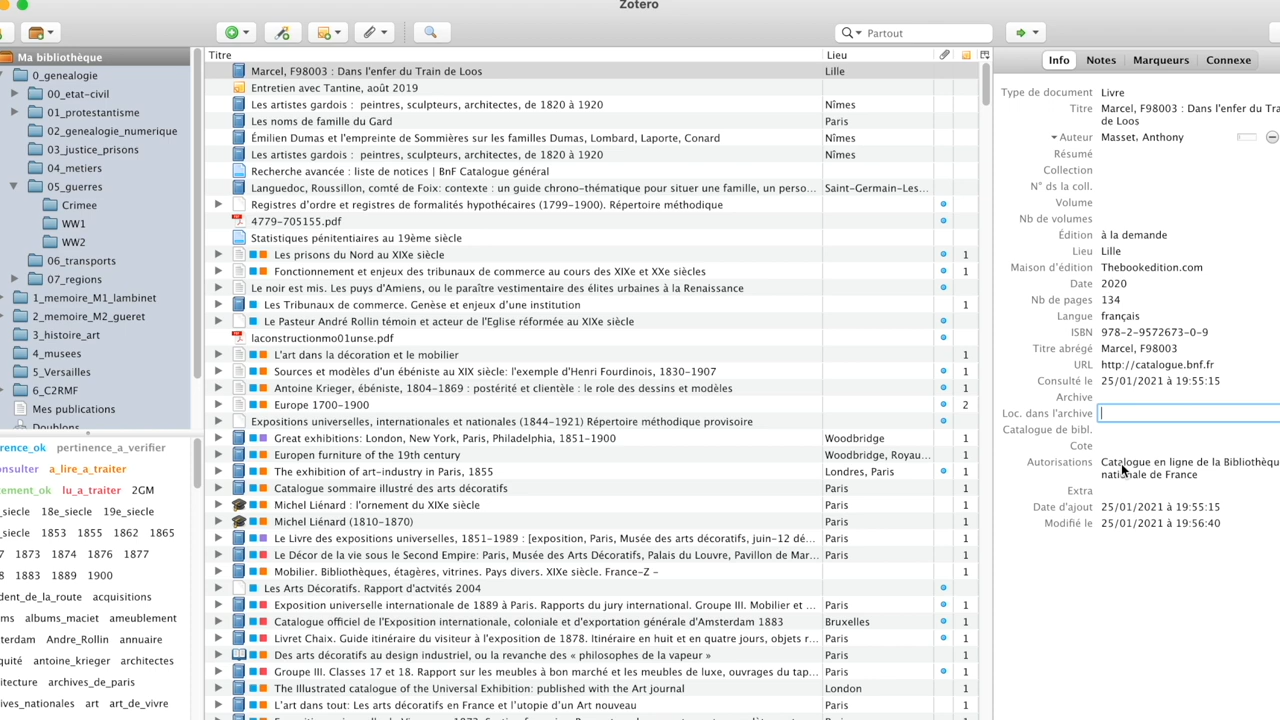 Zotero
Partout
Ma bibliothèque
0_genealogie
00_etat-civil
01_protestantisme
02_genealogie_numerique
03_justice_prisons
04_metiers
05_guerres
Crimee
WW1
WW2
06_transports
07_regions
1_memoire_M1_lambinet
2_memoire_M2_gueret
3_histoire_art
4_musees
5_Versailles
6_C2RMF
Mes publications
Doublons
rence_ok pertinence_a_verifier
onsulter a_lire_a_traiter
tement_ok lu_a_traiter 2GM
_siecle 18e_siecle 19e_siecle
_siecle 1853 1855 1862 1865
7 1873 1874 1876 1877
8 1883 1889 1900
dent_de_la_route acquisitions
ms albums_maciet ameublement
terdam Andre_Rollin annuaire
quité antoine_krieger architectes
itecture archives_de_paris
ives_nationales art art_de_vivre
Titre Lieu
Marcel, F98003 : Dans l'enfer du Train de Loos Lille
Entretien avec Tantine, août 2019
Les artistes gardois : peintres, sculpteurs, architectes, de 1820 à 1920 Nîmes
Les noms de famille du Gard Paris
Émilien Dumas et l'empreinte de Sommières sur les familles Dumas, Lombard, Laporte, Conard Nîmes
Les artistes gardois : peintres, sculpteurs, architectes, de 1820 à 1920 Nîmes
Recherche avancée : liste de notices | BnF Catalogue général
Languedoc, Roussillon, comté de Foix: contexte : un guide chrono-thématique pour situer une famille, un perso... Saint-Germain-Les...
Registres d'ordre et registres de formalités hypothécaires (1799-1900). Répertoire méthodique
4779-705155.pdf
Statistiques pénitentiaires au 19ème siècle
Les prisons du Nord au XIXe siècle 1
Fonctionnement et enjeux des tribunaux de commerce au cours des XIXe et XXe siècles 1
Le noir est mis. Les puys d'Amiens, ou le paraître vestimentaire des élites urbaines à la Renaissance
Les Tribunaux de commerce. Genèse et enjeux d'une institution 1
Le Pasteur André Rollin témoin et acteur de l'Eglise réformée au XIXe siècle
laconstructionmo01unse.pdf
L'art dans la décoration et le mobilier 1
Sources et modèles d'un ébéniste au XIX siècle: l'exemple d'Henri Fourdinois, 1830-1907 1
Antoine Krieger, ébéniste, 1804-1869 : postérité et clientèle : le role des dessins et modèles 1
Europe 1700-1900 2
Expositions universelles, internationales et nationales (1844-1921) Répertoire méthodique provisoire
Great exhibitions: London, New York, Paris, Philadelphia, 1851-1900 Woodbridge 1
Europen furniture of the 19th century Woodbridge, Royau... 1
The exhibition of art-industry in Paris, 1855 Londres, Paris 1
Catalogue sommaire illustré des arts décoratifs Paris 1
Michel Liénard : l'ornement du XIXe siècle Paris 1
Michel Liénard (1810-1870) Paris 1
Le Livre des expositions universelles, 1851-1989 : [exposition, Paris, Musée des arts décoratifs, juin-12 dé... Paris 1
Le Décor de la vie sous le Second Empire: Paris, Musée des Arts Décoratifs, Palais du Louvre, Pavillon de Mar... Paris 1
Mobilier. Bibliothèques, étagères, vitrines. Pays divers. XIXe siècle. France-Z - 1
Les Arts Décoratifs. Rapport d'actvités 2004
Exposition universelle internationale de 1889 à Paris. Rapports du jury international. Groupe III. Mobilier et ... Paris 1
Catalogue officiel de l'Exposition internationale, coloniale et d'exportation générale d'Amsterdam 1883 Bruxelles 1
Livret Chaix. Guide itinéraire du visiteur à l'exposition de 1878. Itinéraire en huit et en quatre jours, objets r... Paris 1
Des arts décoratifs au design industriel, ou la revanche des « philosophes de la vapeur » 1
Groupe III. Classes 17 et 18. Rapport sur les meubles à bon marché et les meubles de luxe, ouvrages du tap... Paris 1
The Illustrated catalogue of the Universal Exhibition: published with the Art journal London 1
L'art dans tout: Les arts décoratifs en France et l'utopie d'un Art nouveau Paris 1
Info Notes Marqueurs Connexe
Type de document Livre
Titre Marcel, F98003 : Dans l'enfer du Tra
de Loos
Auteur Masset, Anthony
Résumé
Collection
N° ds la coll.
Volume
Nb de volumes
Édition à la demande
Lieu Lille
Maison d'édition Thebookedition.com
Date 2020
Nb de pages 134
Langue français
ISBN 978-2-9572673-0-9
Titre abrégé Marcel, F98003
URL http://catalogue.bnf.fr
Consulté le 25/01/2021 à 19:55:15
Archive
Loc. dans l'archive
Catalogue de bibl.
Cote
Autorisations Catalogue en ligne de la Bibliothèqu
nationale de France
Extra
Date d'ajout 25/01/2021 à 19:55:15
Modifié le 25/01/2021 à 19:56:40